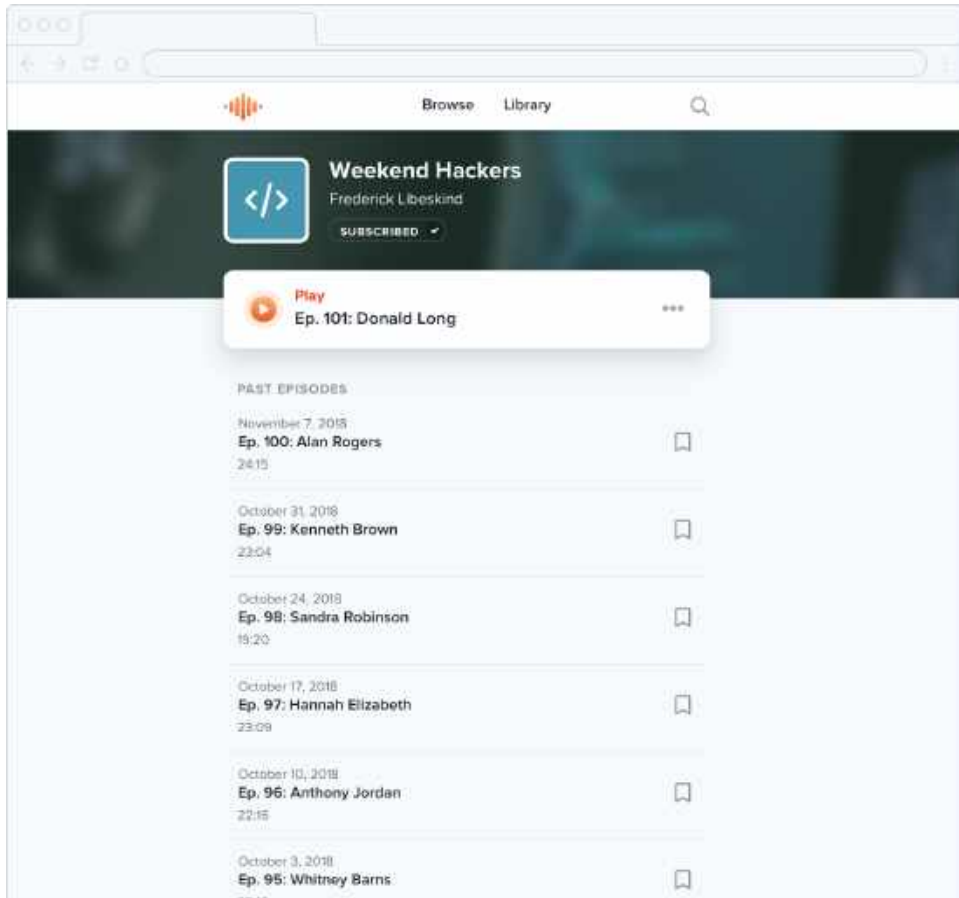 Browse Library
</>
Weekend Hackers
Frederick Libeskind
SUBSCRIBED
Play
Ep. 101: Donald Long
PAST EPISODES
November 7, 2018
Ep. 100: Alan Rogers
24:15
October 31, 2018
Ep. 99: Kenneth Brown
23:04
October 24, 2018
Ep. 98: Sandra Robinson
19:20
October 17, 2018
Ep. 97: Hannah Elizabeth
23:09
October 10, 2018
Ep. 96: Anthony Jordan
October 3, 2018
Ep. 95: Whitney Barns